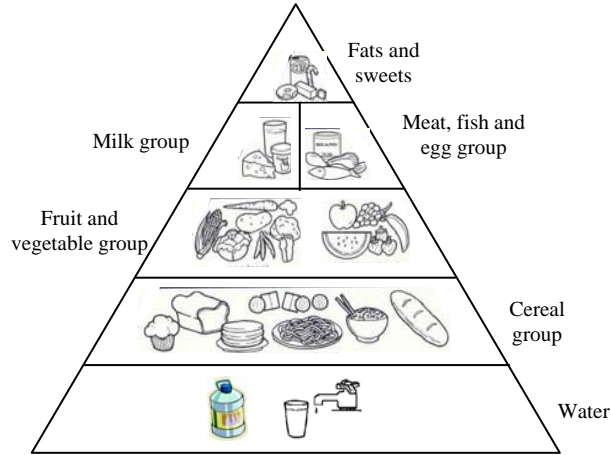 Fats and
sweets
Milk group
Meat, fish and
egg group
Fruit and
vegetable group
Cereal
group
Water